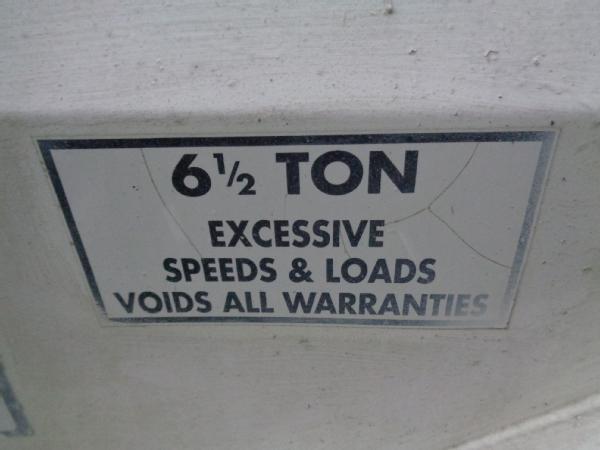 6½ TON
EXCESSIVE
SPEEDS & LOADS
VOIDS ALL WARRANTIES